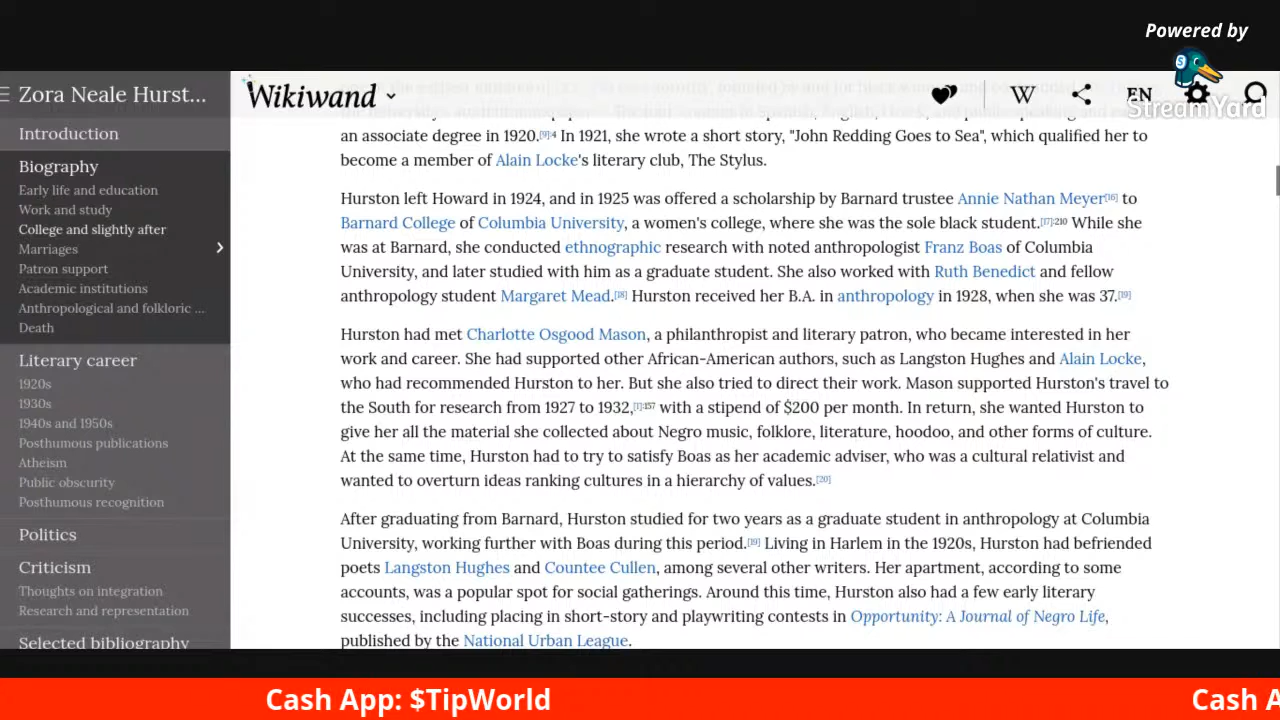 Powered by
StreamYard
Zora Neale Hurst...
Wikiwand
W
EN
Introduction
Biography
Early life and education
Work and study
College and slightly after
Marriages
Patron support
Academic institutions
Anthropological and folkloric ...
Death
Literary career
1920s
1930s
1940s and 1950s
Posthumous publications
Atheism
Public obscurity
Posthumous recognition
Politics
Criticism
Thoughts on integration
Research and representation
Selected bibliography
an associate degree in 1920.[9]:4 In 1921, she wrote a short story, "John Redding Goes to Sea", which qualified her to
become a member of Alain Locke's literary club, The Stylus.
Hurston left Howard in 1924, and in 1925 was offered a scholarship by Barnard trustee Annie Nathan Meyer[16] to
Barnard College of Columbia University, a women's college, where she was the sole black student.[17]:210 While she
was at Barnard, she conducted ethnographic research with noted anthropologist Franz Boas of Columbia
University, and later studied with him as a graduate student. She also worked with Ruth Benedict and fellow
anthropology student Margaret Mead.[18] Hurston received her B.A. in anthropology in 1928, when she was 37.[19]
Hurston had met Charlotte Osgood Mason, a philanthropist and literary patron, who became interested in her
work and career. She had supported other African-American authors, such as Langston Hughes and Alain Locke,
who had recommended Hurston to her. But she also tried to direct their work. Mason supported Hurston's travel to
the South for research from 1927 to 1932,[1]:157 with a stipend of $200 per month. In return, she wanted Hurston to
give her all the material she collected about Negro music, folklore, literature, hoodoo, and other forms of culture.
At the same time, Hurston had to try to satisfy Boas as her academic adviser, who was a cultural relativist and
wanted to overturn ideas ranking cultures in a hierarchy of values.[20]
After graduating from Barnard, Hurston studied for two years as a graduate student in anthropology at Columbia
University, working further with Boas during this period.[19] Living in Harlem in the 1920s, Hurston had befriended
poets Langston Hughes and Countee Cullen, among several other writers. Her apartment, according to some
accounts, was a popular spot for social gatherings. Around this time, Hurston also had a few early literary
successes, including placing in short-story and playwriting contests in Opportunity: A Journal of Negro Life,
published by the National Urban League.
Cash App: $TipWorld
Cash A